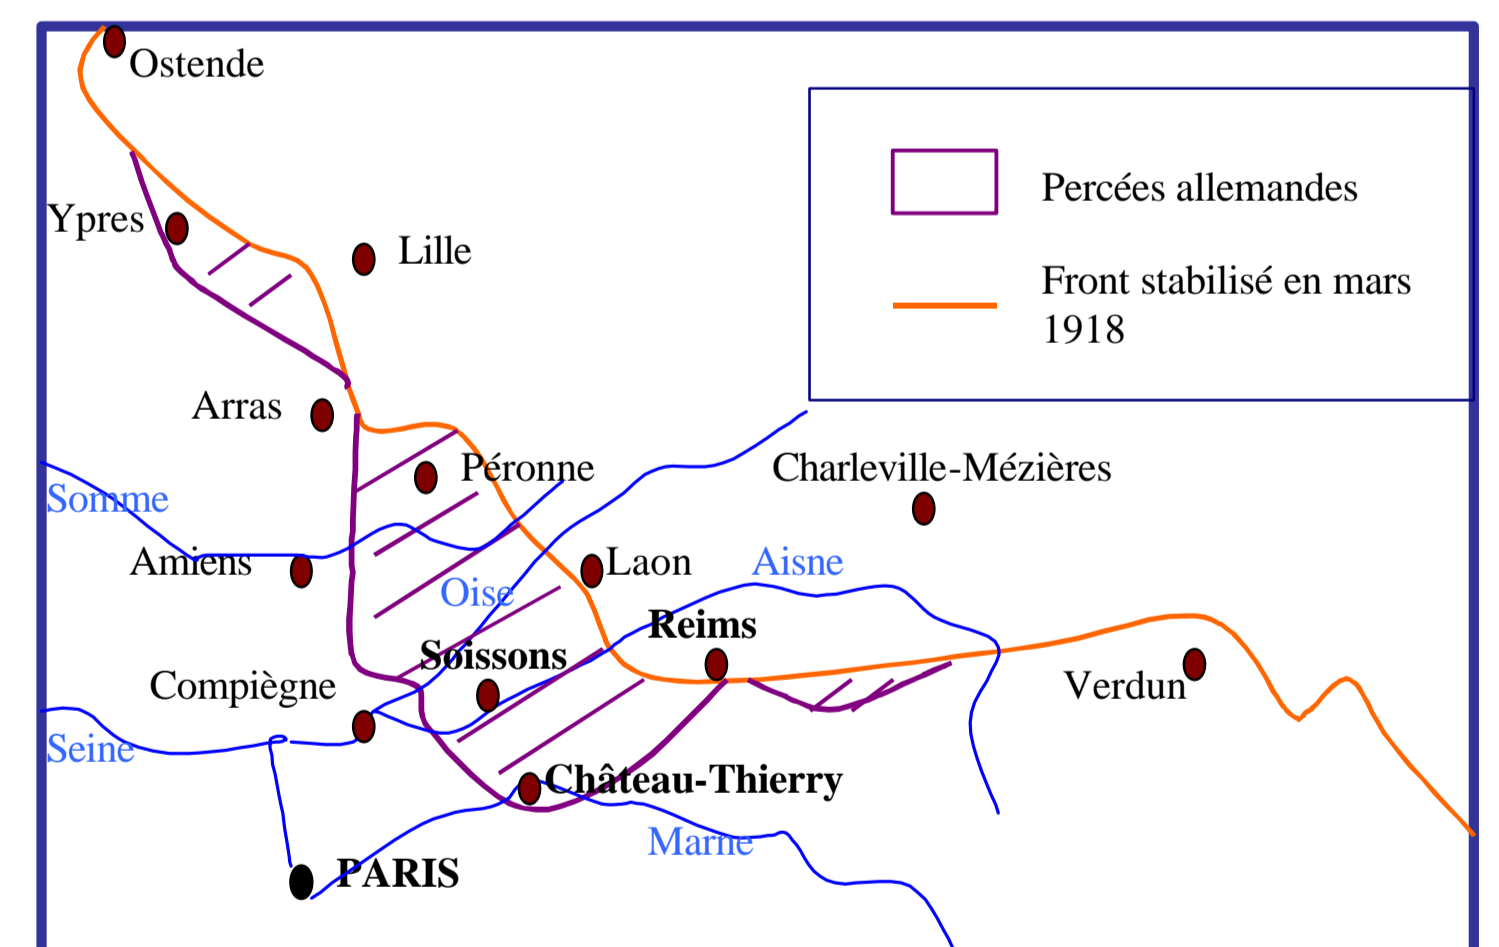 Ostende
Percées allemandes
Ypres
Lille
Front stabilisé en mars
1918
Arras
Péronne
Charleville-Mézières
Somme
Amiens
Laon
Aisne
Oise
Reims
Soissons
Compiègne
Verdun
Seine
Château-Thierry
Marne
PARIS